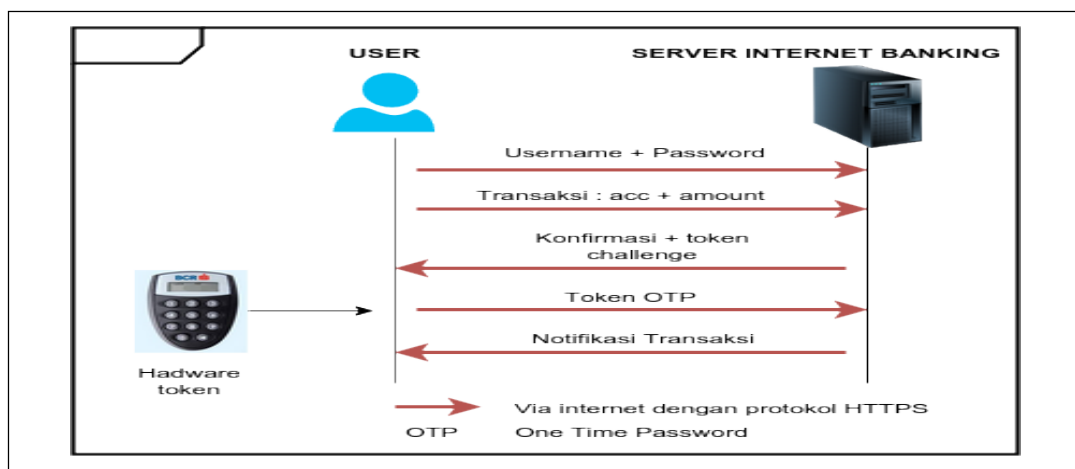 USER
SERVER INTERNET BANKING
Username + Password
Transaksi : acc + amount
Konfirmasi + token
challenge
BCR
Token OTP
Notifikasi Transaksi
Hadware
token
Via internet dengan protokol HTTPS
OTP One Time Password